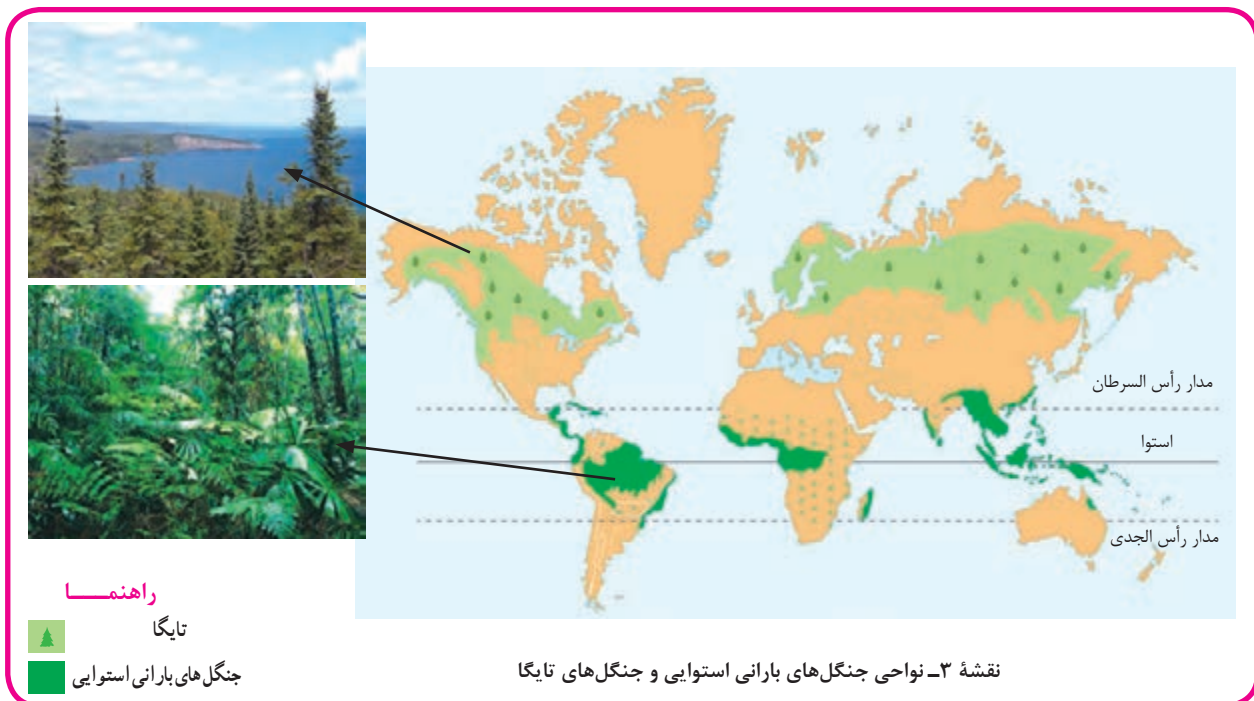 مدار رأس السرطان
استوا
مدار رأس الجدی
راهنمـــــا
تایگا
جنگل‌های بارانی استوایی
نقشهٔ ۳ــ نواحی جنگل‌های بارانی استوایی و جنگل‌های تایگا